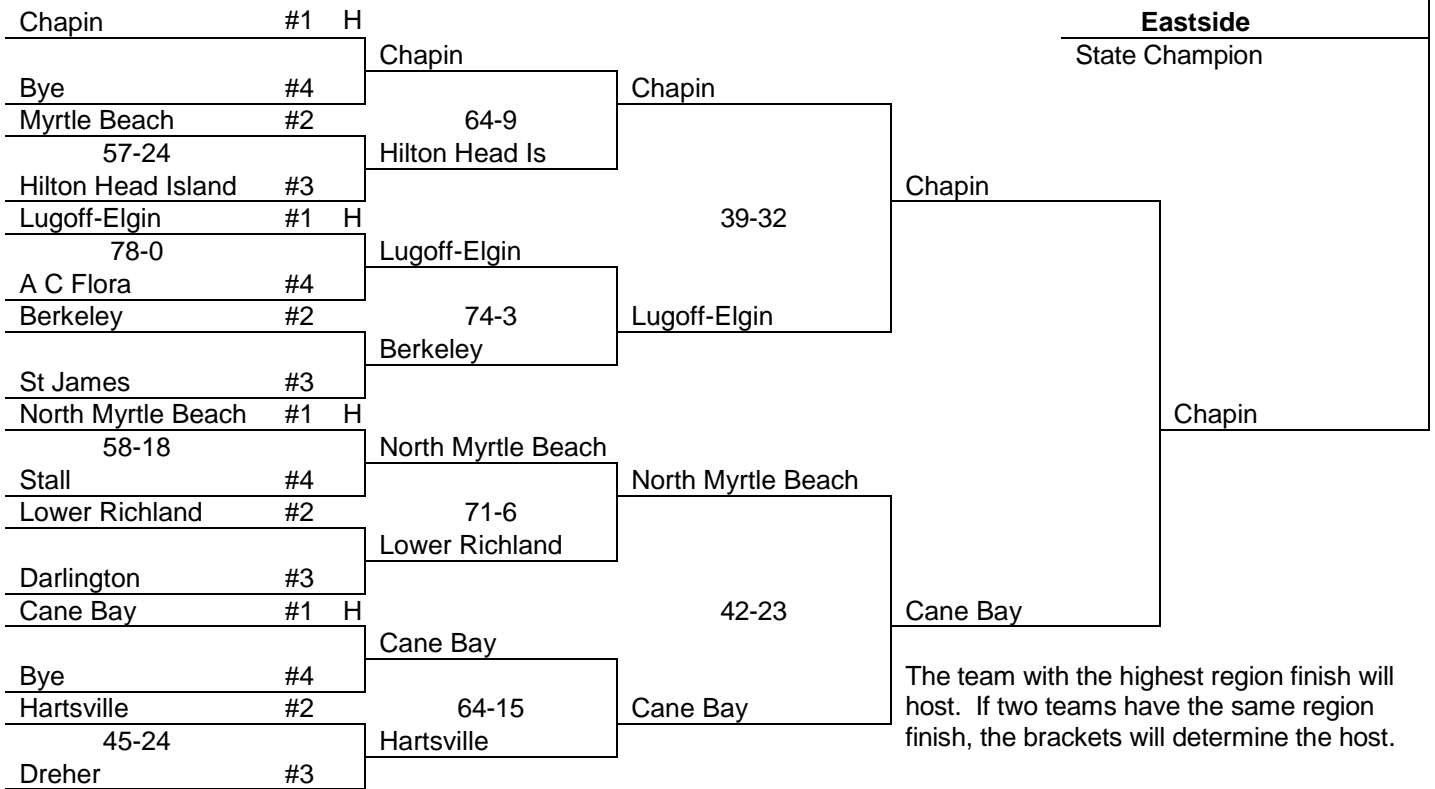 Chapin #1 H Eastside
Chapin State Champion
Bye #4 Chapin
Myrtle Beach #2 64-9
57-24 Hilton Head Is
Hilton Head Island #3 Chapin
Lugoff-Elgin #1 H 39-32
78-0 Lugoff-Elgin
A C Flora #4
Berkeley #2 74-3 Lugoff-Elgin
Berkeley
St James #3
North Myrtle Beach #1 H Chapin
58-18 North Myrtle Beach
Stall #4 North Myrtle Beach
Lower Richland #2 71-6
Lower Richland
Darlington #3
Cane Bay #1 H 42-23 Cane Bay
Cane Bay
Bye #4 The team with the highest region finish will
Hartsville #2 64-15 Cane Bay host. If two teams have the same region
45-24 Hartsville finish, the brackets will determine the host.
Dreher #3